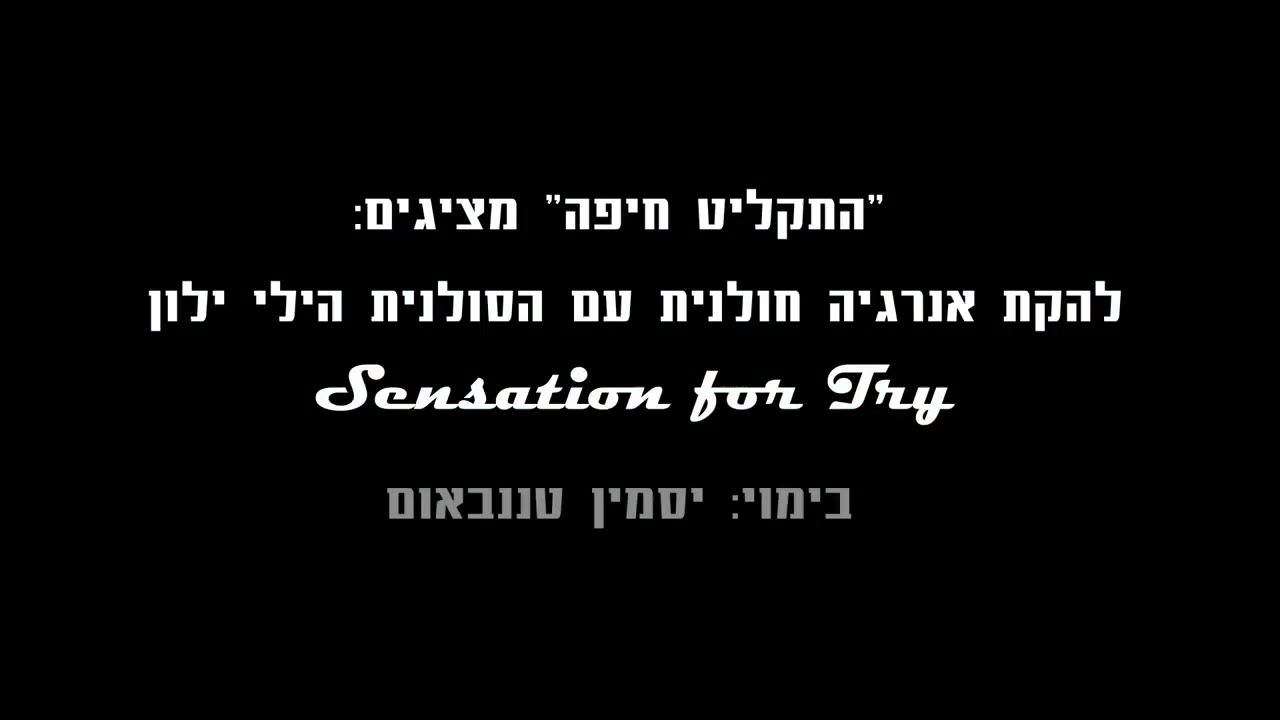 "התקליט חיפה" מציגים:
להקת אנרגיה חולנית עם הסולנית הילי ילון
Sensation for Try
בימוי: יסמין טננבאום